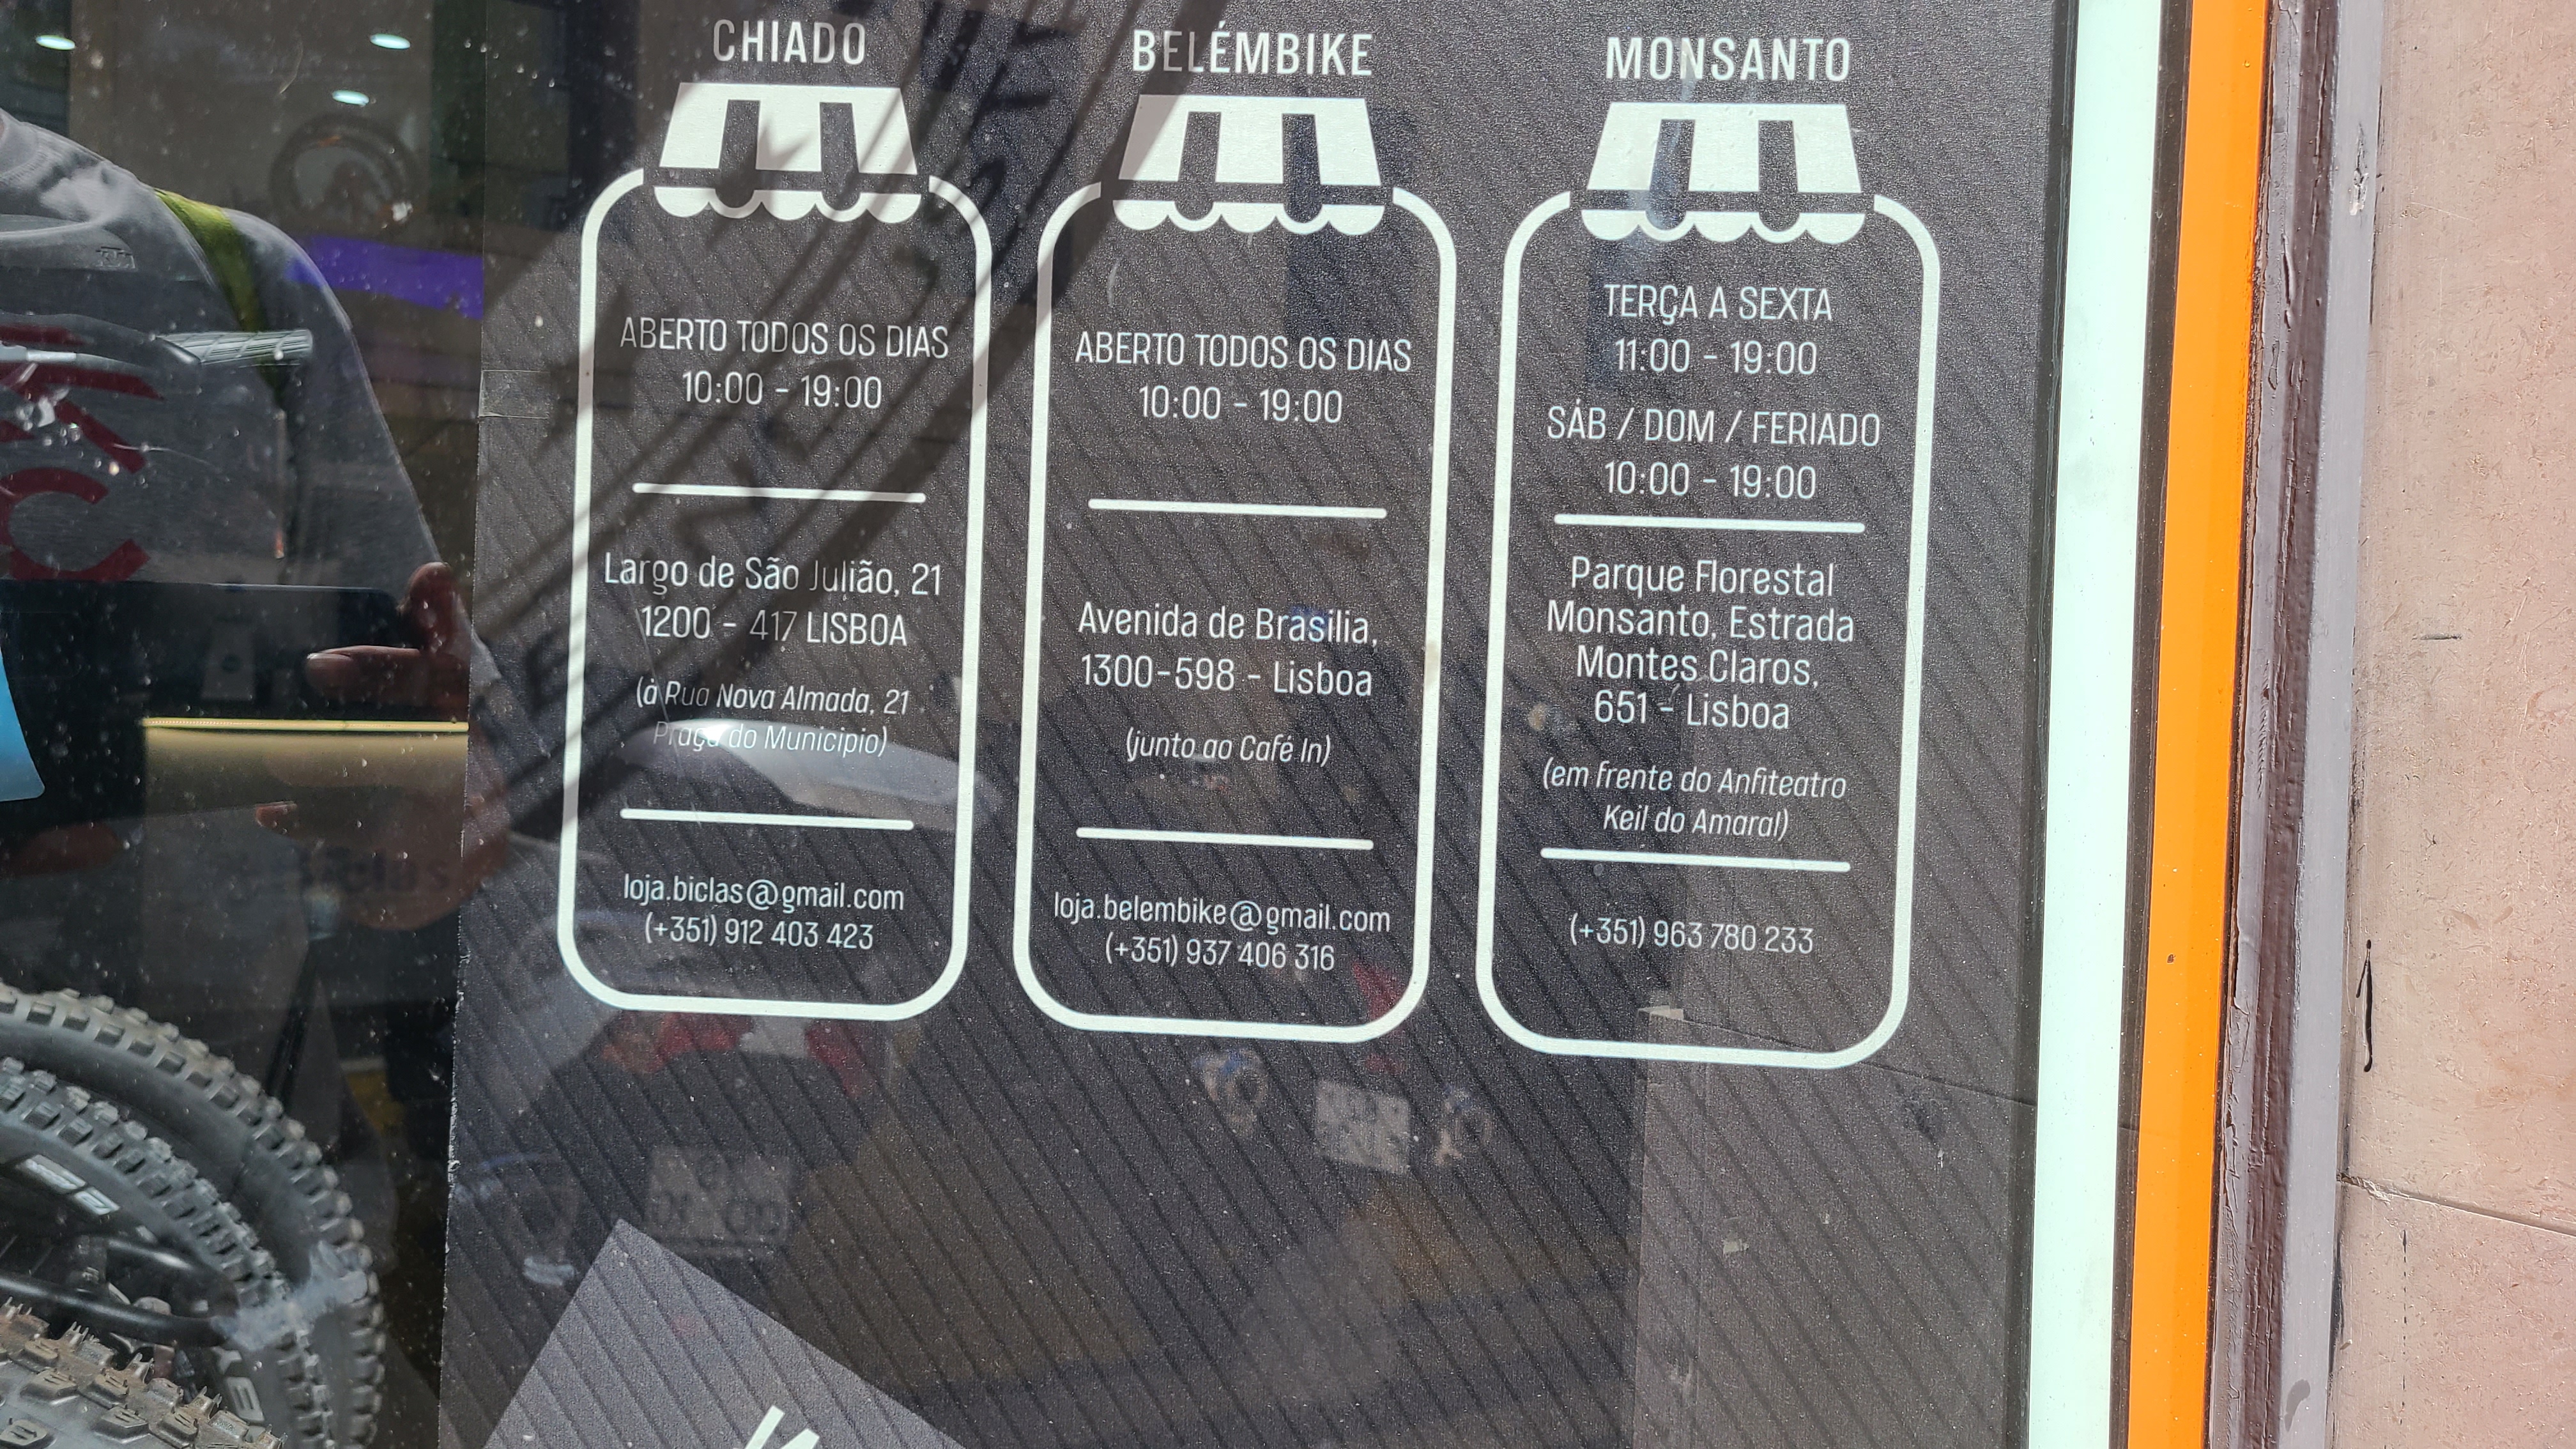 CHIADO
ABERTO TODOS OS DIAS
10:00 - 19:00
Largo de São Julião, 21
1200 - 417 LISBOA
(à Rua Nova Almada, 21
Praça do Municipio)
loja.biclas@gmail.com
(+351) 912 403 423
BELÉMBIKE
ABERTO TODOS OS DIAS
10:00 - 19:00
Avenida de Brasília,
1300-598 - Lisboa
(junto ao Café In)
loja.belembike@gmail.com
(+351) 937 406 316
MONSANTO
TERÇA A SEXTA
11:00 - 19:00
SÁB / DOM / FERIADO
10:00 - 19:00
Parque Florestal
Monsanto, Estrada
Montes Claros,
651 - Lisboa
(em frente do Anfiteatro
Keil do Amaral)
(+351) 963 780 233